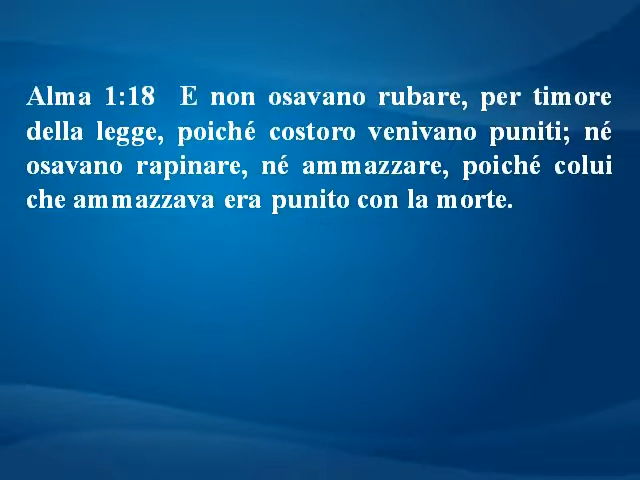 Alma 1:18 E non osavano rubare, per timore
della legge, poiché costoro venivano puniti; né
osavano rapinare, né ammazzare, poiché colui
che ammazzava era punito con la morte.